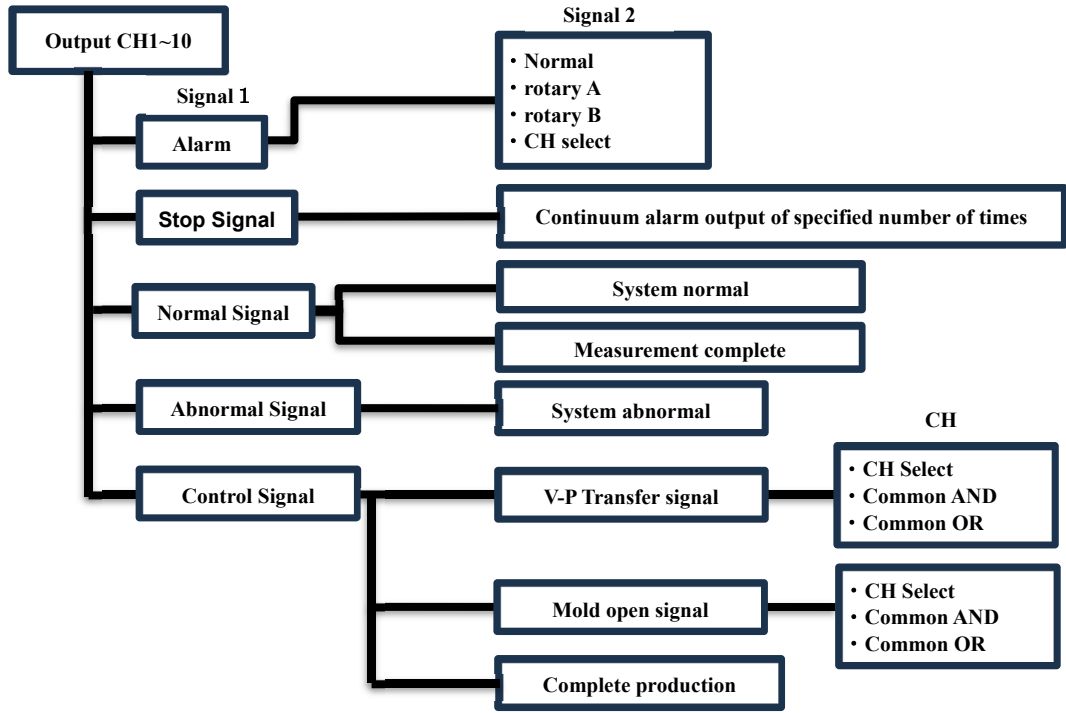 Output CH1~10
Signal 2
・Normal
・rotary A
・rotary B
・CH select
Signal 1
Alarm
Stop Signal
Continuum alarm output of specified number of times
Normal Signal
System normal
Measurement complete
Abnormal Signal
System abnormal
CH
Control Signal
V-P Transfer signal
・CH Select
・Common AND
・Common OR
Mold open signal
・CH Select
・Common AND
・Common OR
Complete production